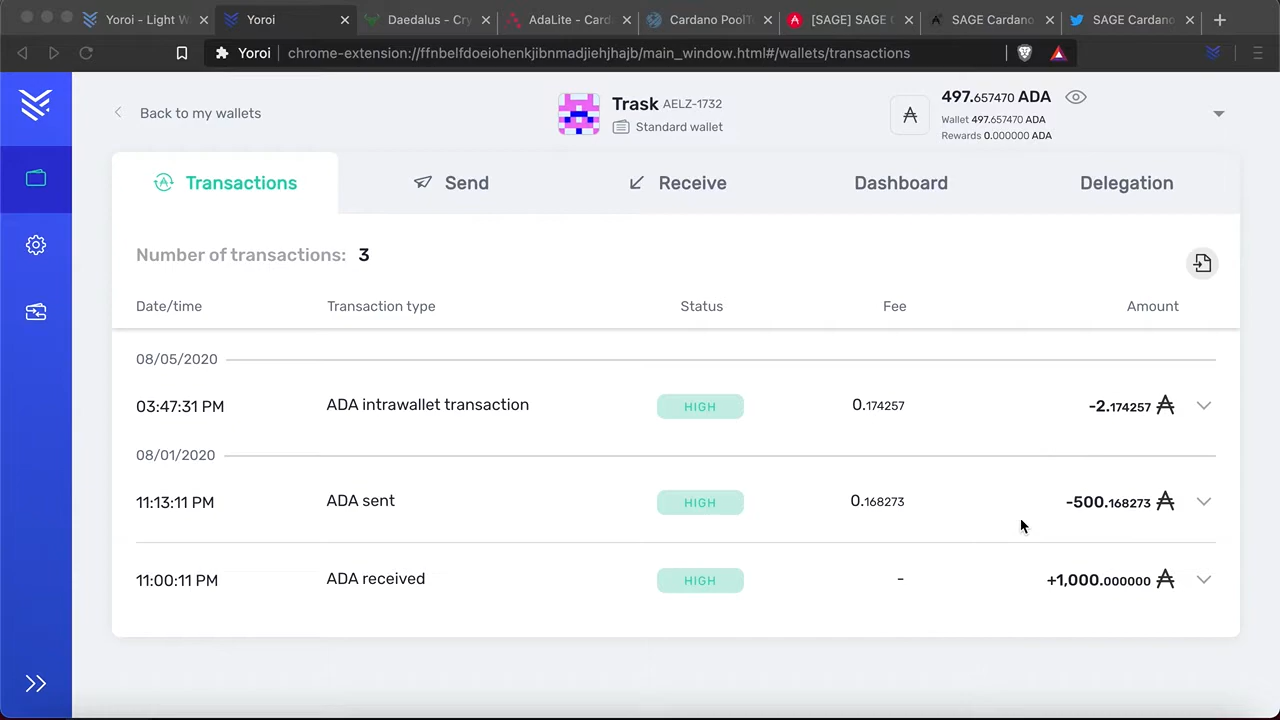 Yoroi - Light W
Yoroi
Daedalus - Cry
AdaLite - Card
Cardano PoolT
[SAGE] SAGE C
SAGE Cardano
SAGE Cardano
Yoroi
chrome-extension://ffnbelfdoeiohenkjibnmadjiehjhajb/main_window.html#/wallets/transactions
Back to my wallets
Trask AELZ-1732
Standard wallet
497.657470 ADA
Wallet 497.657470 ADA
Rewards 0.000000 ADA
Transactions
Send
Receive
Dashboard
Delegation
Number of transactions: 3
Date/time Transaction type Status Fee Amount
08/05/2020
03:47:31 PM ADA intrawallet transaction HIGH 0.174257 -2.174257
08/01/2020
11:13:11 PM ADA sent HIGH 0.168273 -500.168273
11:00:11 PM ADA received HIGH - +1,000.000000